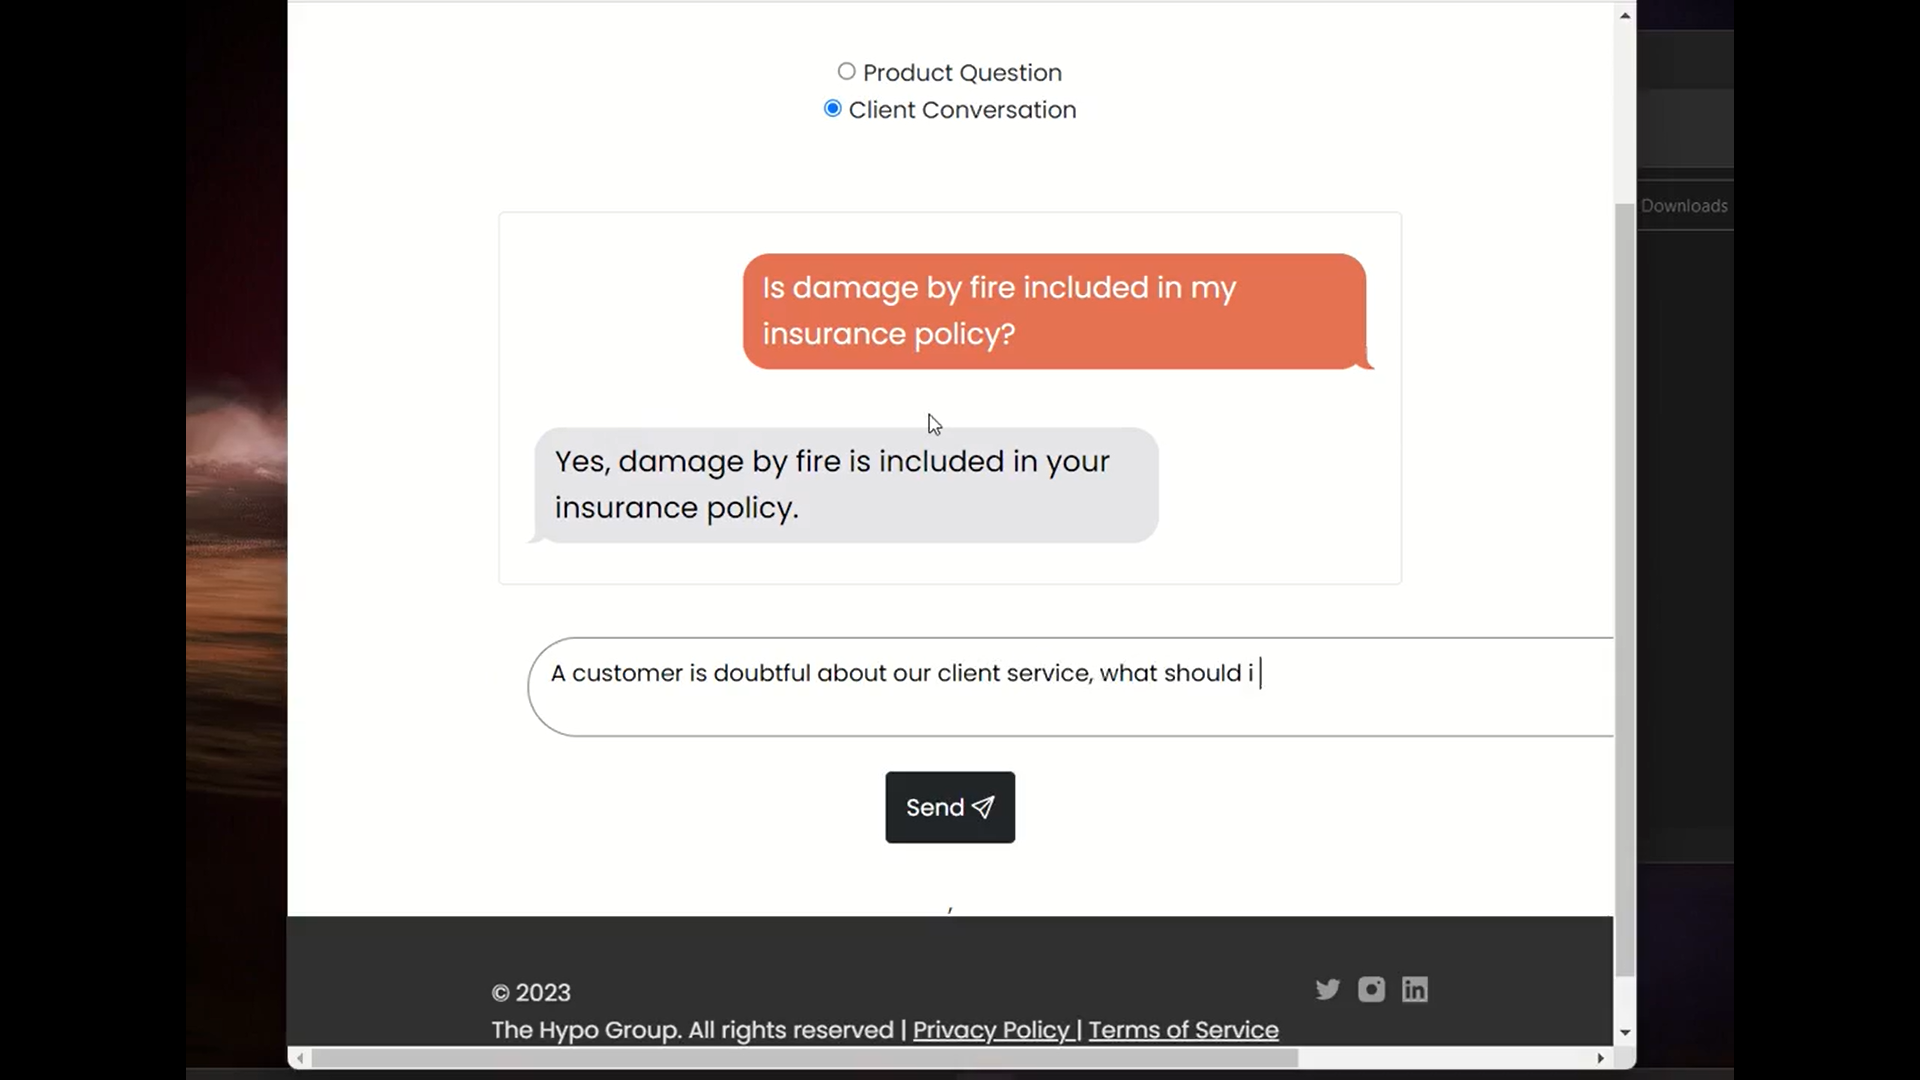 Product Question
Client Conversation
Downloads
Is damage by fire included in my
insurance policy?
Yes, damage by fire is included in your
insurance policy.
A customer is doubtful about our client service, what should i
Send
,
© 2023
The Hypo Group. All rights reserved | Privacy Policy | Terms of Service